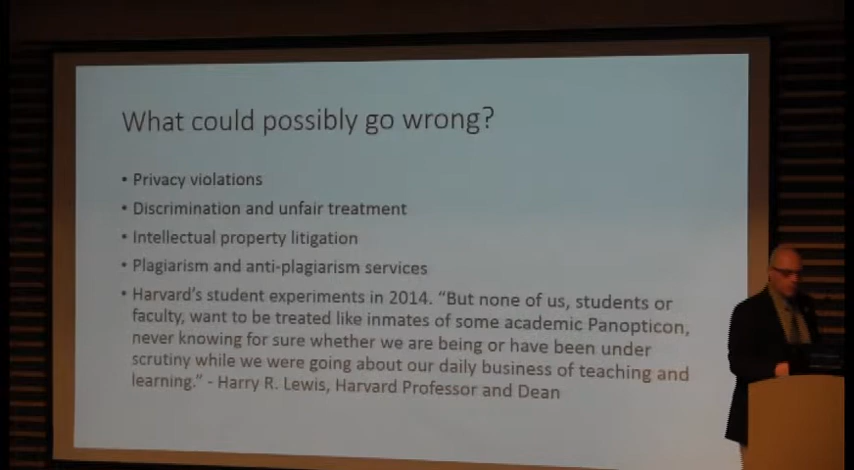 What could possibly go wrong?
• Privacy violations
• Discrimination and unfair treatment
• Intellectual property litigation
• Plagiarism and anti-plagiarism services
• Harvard's student experiments in 2014. “But none of us, students or
faculty, want to be treated like inmates of some academic Panopticon,
never knowing for sure whether we are being or have been under
scrutiny while we were going about our daily business of teaching and
learning.” - Harry R. Lewis, Harvard Professor and Dean